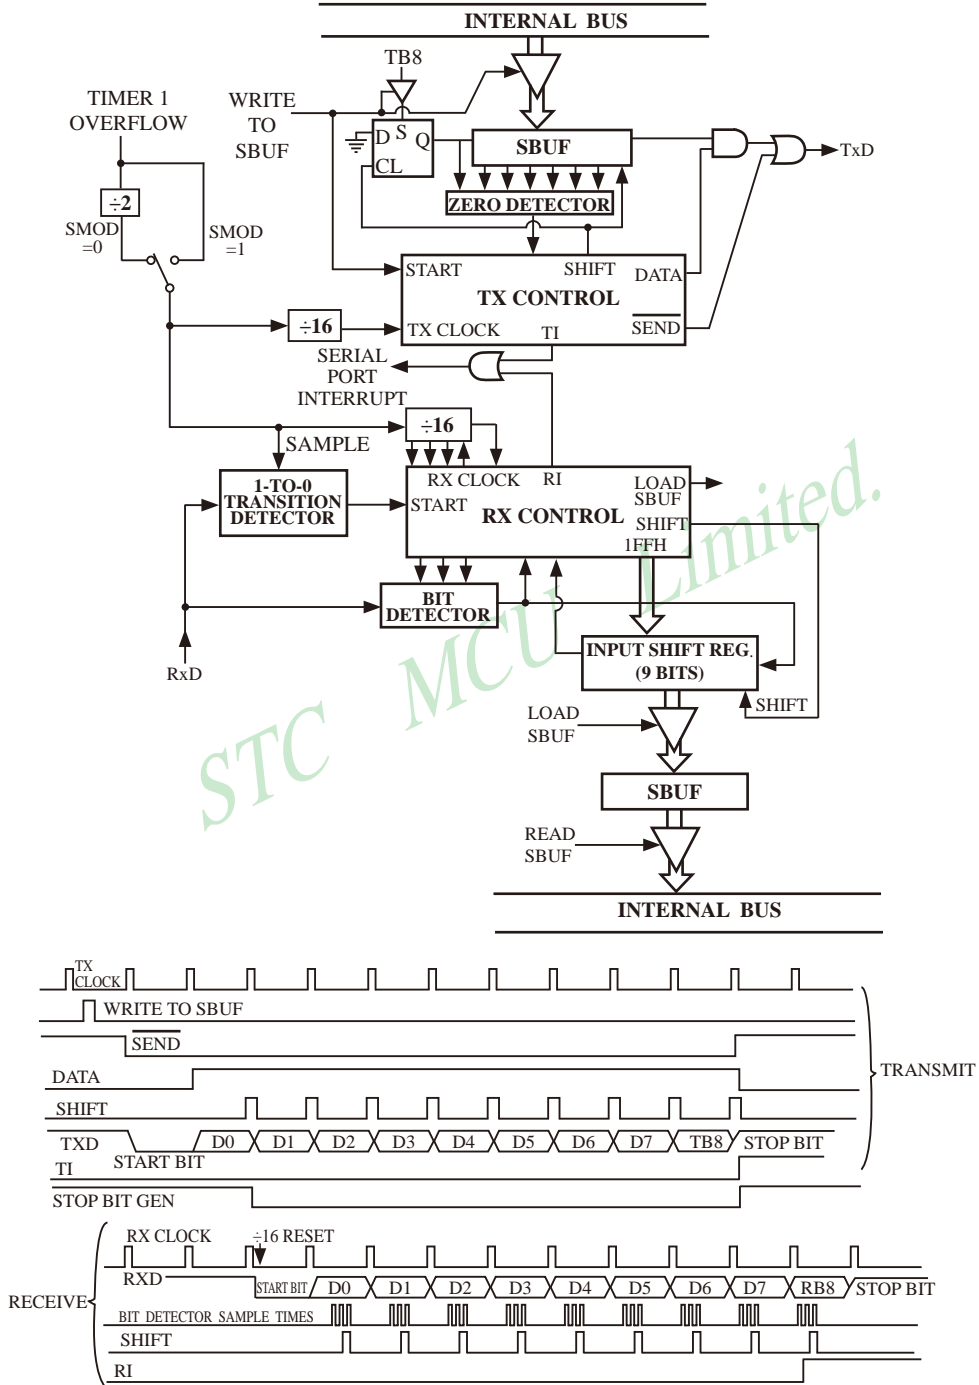 INTERNAL BUS
TB8
TIMER 1
OVERFLOW
WRITE
TO
SBUF
D S Q
CL
SBUF
TxD
÷2
ZERO DETECTOR
SMOD
=0
SMOD
=1
START
SHIFT
DATA
TX CONTROL
÷16
TX CLOCK
TI
SEND
SERIAL
PORT
INTERRUPT
÷16
SAMPLE
1-TO-0
TRANSITION
DETECTOR
RX CLOCK
RI
LOAD
SBUF
START
RX CONTROL
SHIFT
1FFH
BIT
DETECTOR
RxD
INPUT SHIFT REG.
(9 BITS)
SHIFT
LOAD
SBUF
SBUF
READ
SBUF
INTERNAL BUS
STC MCU Limited.
TX
CLOCK
WRITE TO SBUF
SEND
DATA
TRANSMIT
SHIFT
TXD
START BIT
D0 D1 D2 D3 D4 D5 D6 D7 TB8 STOP BIT
TI
STOP BIT GEN
RX CLOCK
÷16 RESET
RXD
START BIT D0 D1 D2 D3 D4 D5 D6 D7 RB8 STOP BIT
RECEIVE
BIT DETECTOR SAMPLE TIMES
SHIFT
RI